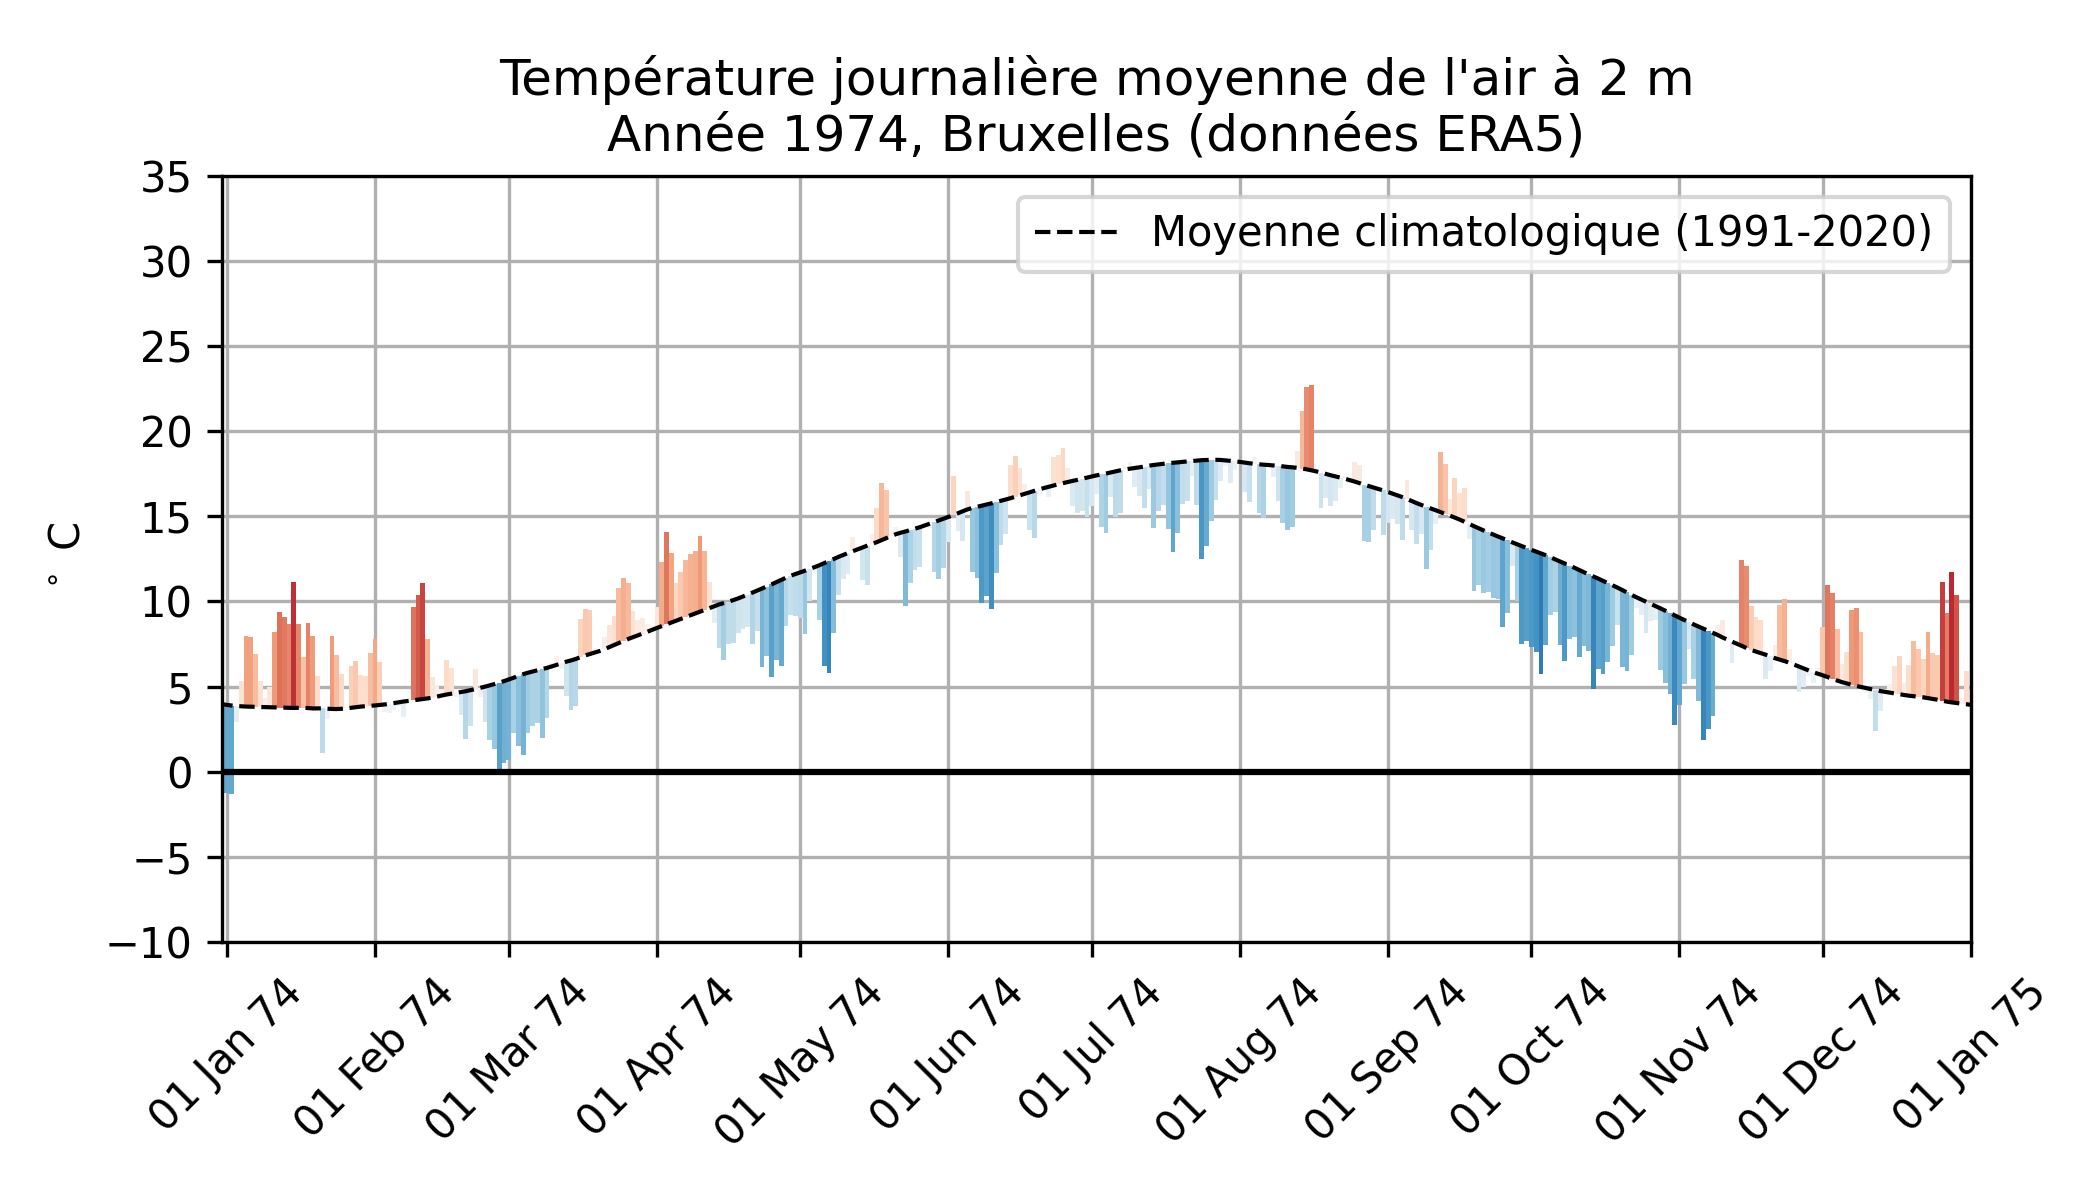 Température journalière moyenne de l'air à 2 m
Année 1974, Bruxelles (données ERA5)
Moyenne climatologique (1991-2020)
35
30
25
20
15
10
5
0
−5
−10
° C
01 Jan 74
01 Feb 74
01 Mar 74
01 Apr 74
01 May 74
01 Jun 74
01 Jul 74
01 Aug 74
01 Sep 74
01 Oct 74
01 Nov 74
01 Dec 74
01 Jan 75